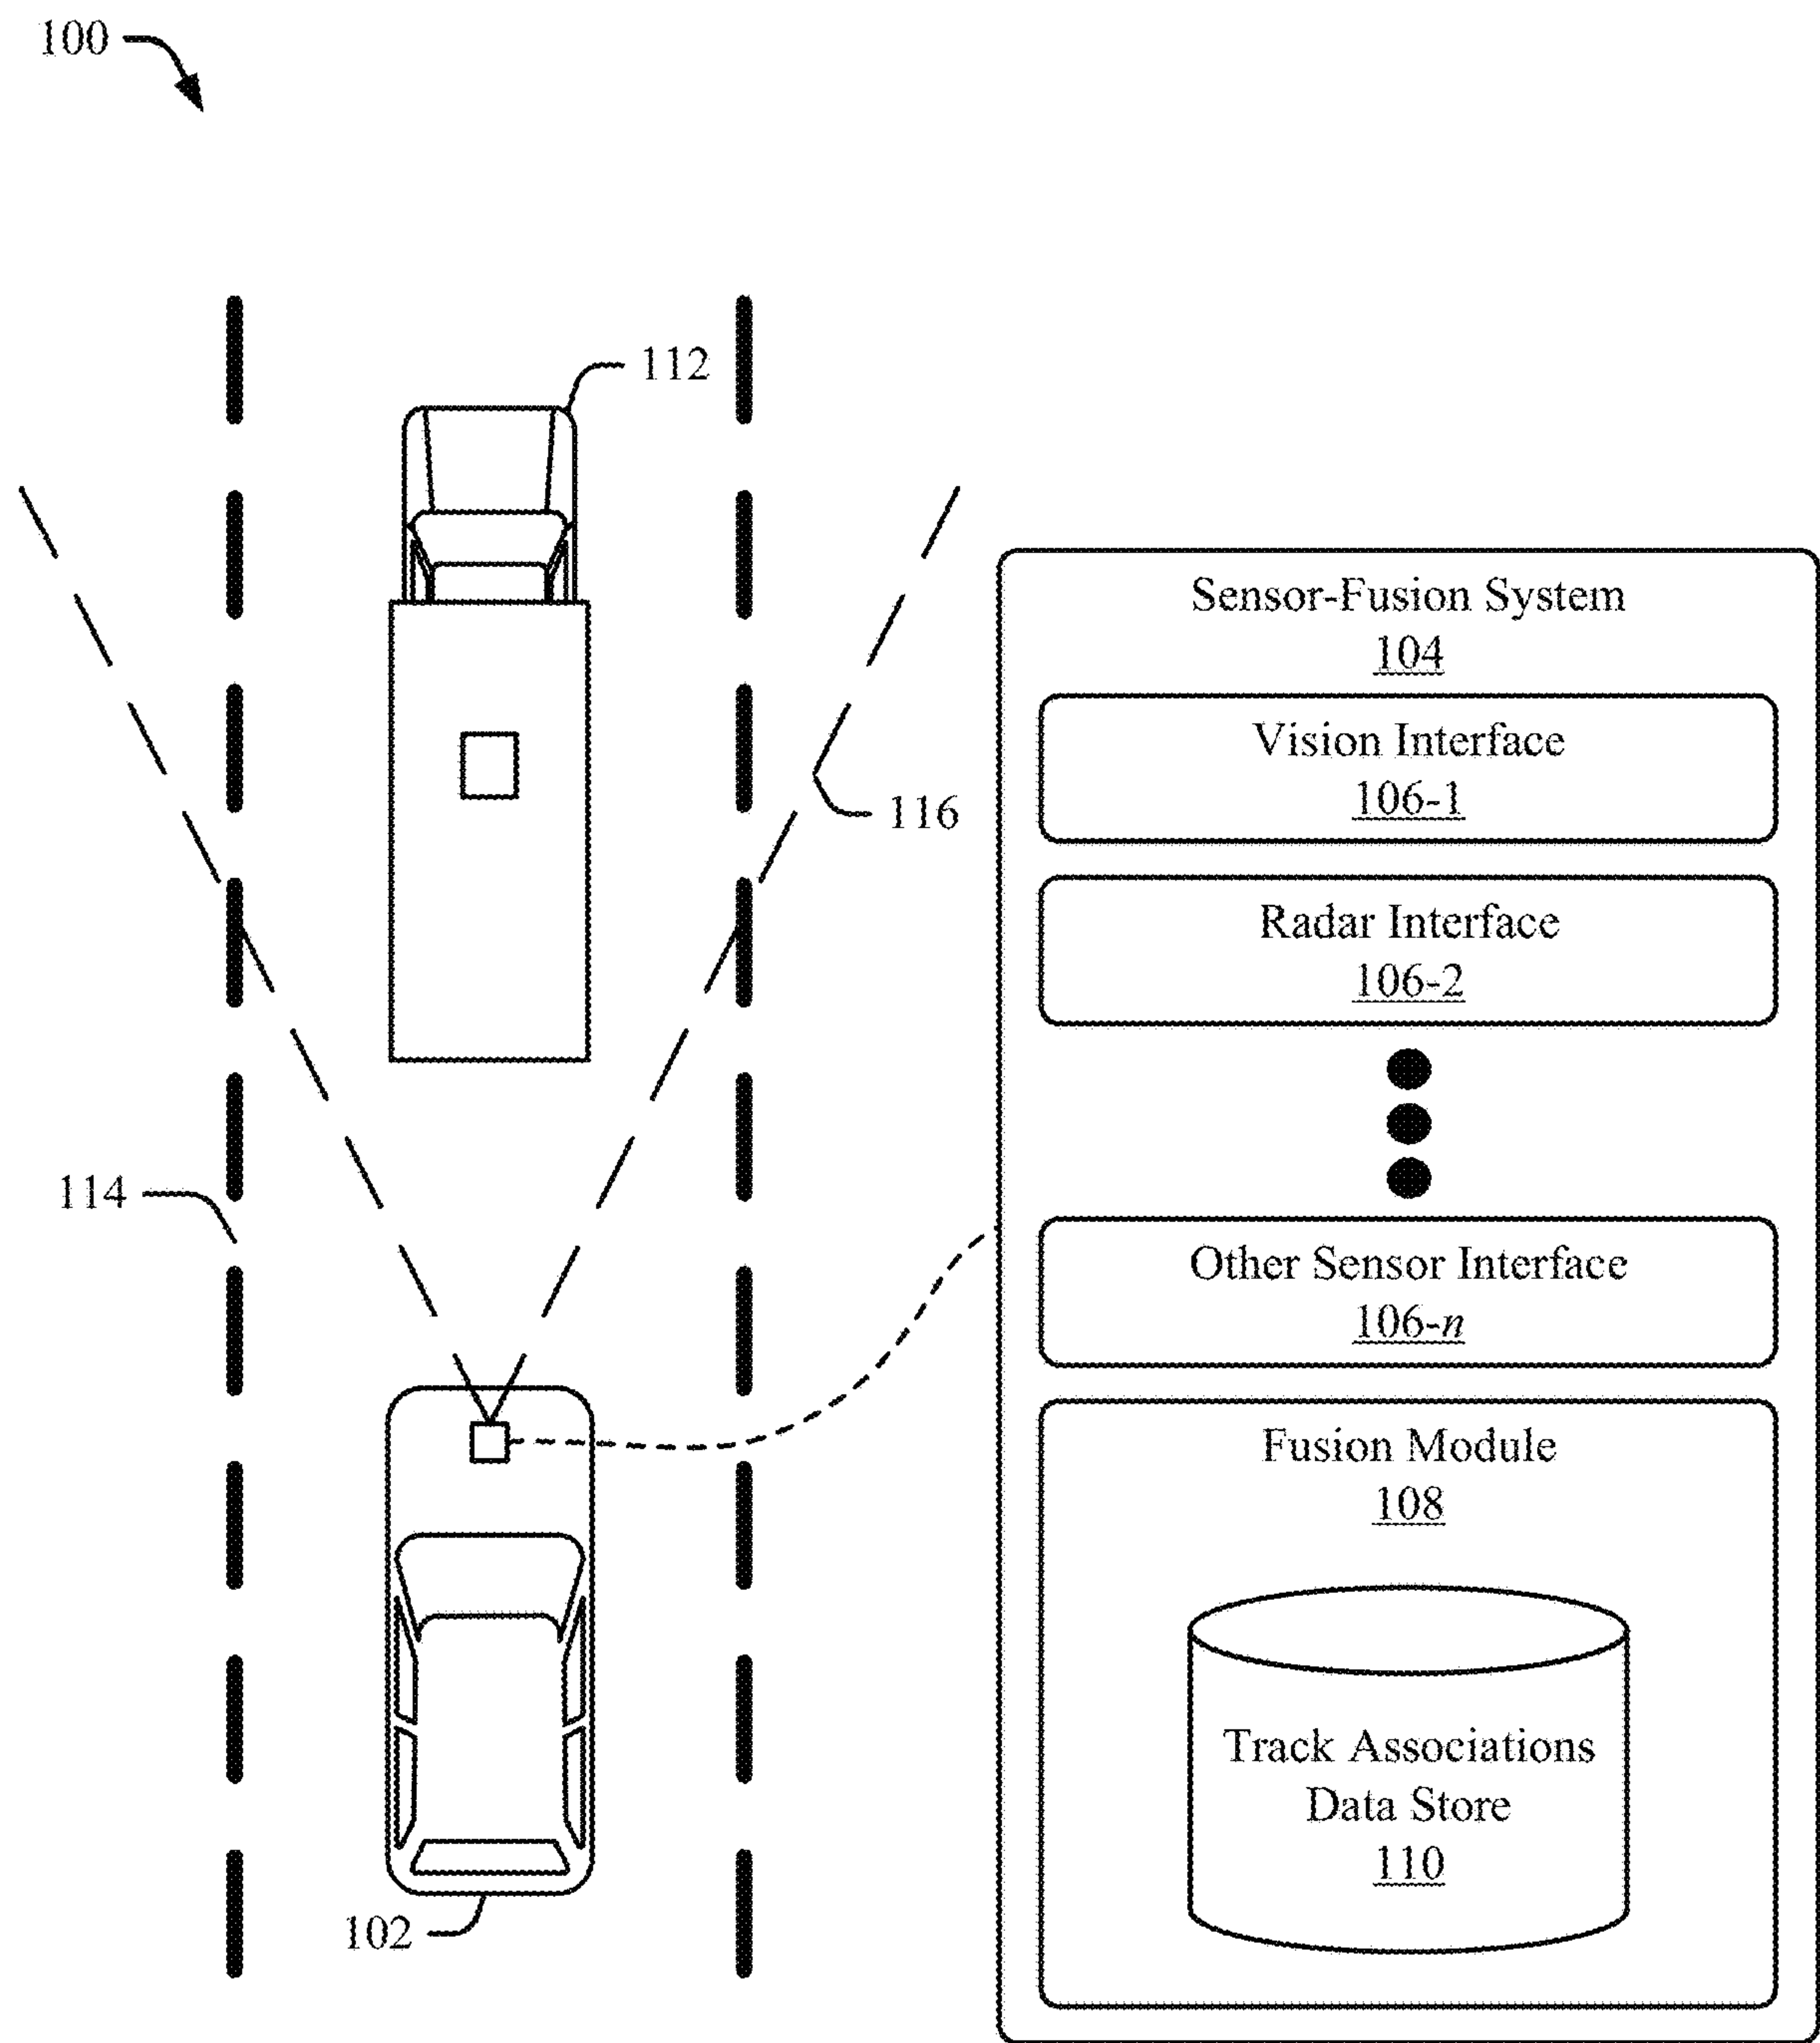 100
112
Sensor-Fusion System
104
Vision Interface
106-1
116
Radar Interface
106-2
114
Other Sensor Interface
106-n
Fusion Module
108
Track Associations
Data Store
110
102